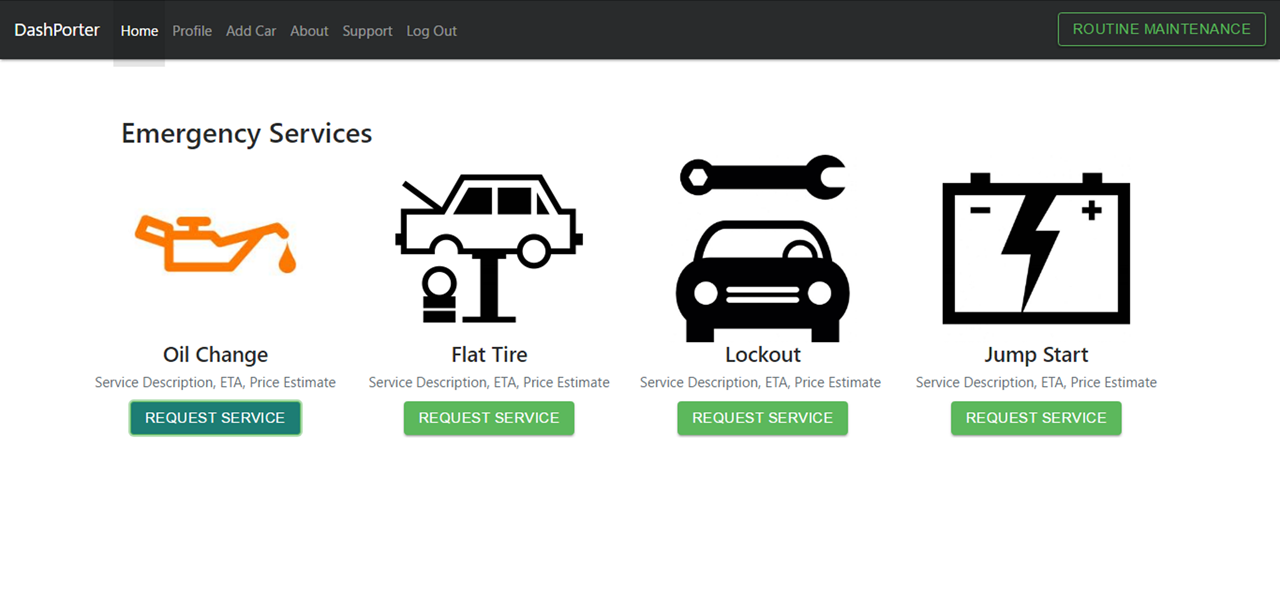 DashPorter Home Profile Add Car About Support Log Out ROUTINE MAINTENANCE
Emergency Services
Oil Change Flat Tire Lockout Jump Start
Service Description, ETA, Price Estimate Service Description, ETA, Price Estimate Service Description, ETA, Price Estimate Service Description, ETA, Price Estimate
REQUEST SERVICE REQUEST SERVICE REQUEST SERVICE REQUEST SERVICE